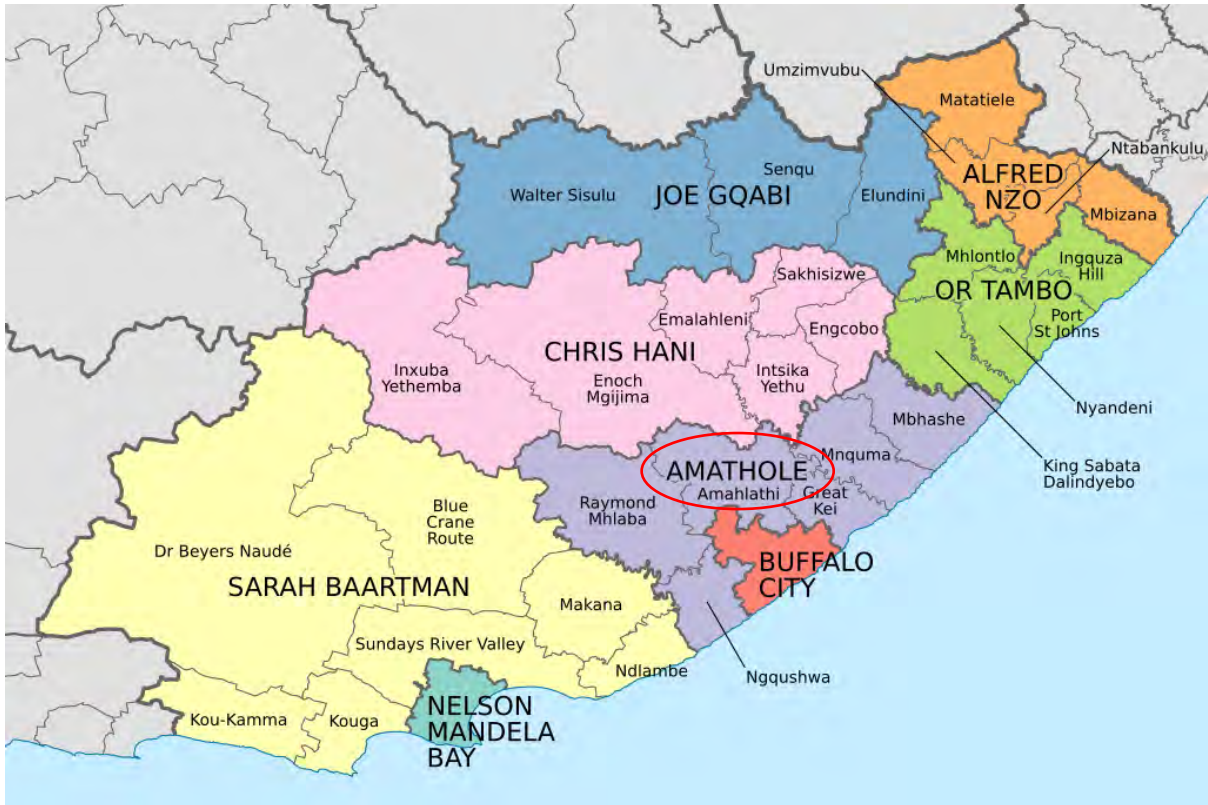 Umzimvubu
Matatiele
Ntabankulu
ALFRED
NZO
Mbizana
Walter Sisulu
JOE GQABI
Senqu
Elundini
Mhlontlo
Ingquza
Hill
OR TAMBO
Port
St Johns
Nyandeni
King Sabata
Dalindyebo
Sakhisizwe
Emalahleni
Engcobo
CHRIS HANI
Inxuba
Yethemba
Enoch
Mgijima
Intsika
Yethu
Mbhashe
Mnquma
AMATHOLE
Amahlathi
Great
Kei
Raymond
Mhlaba
BUFFALO
CITY
Ngqushwa
Blue
Crane
Route
Dr Beyers Naudé
SARAH BAARTMAN
Makana
Sundays River Valley
Ndlambe
Kou-Kamma
Kouga
NELSON
MANDELA
BAY